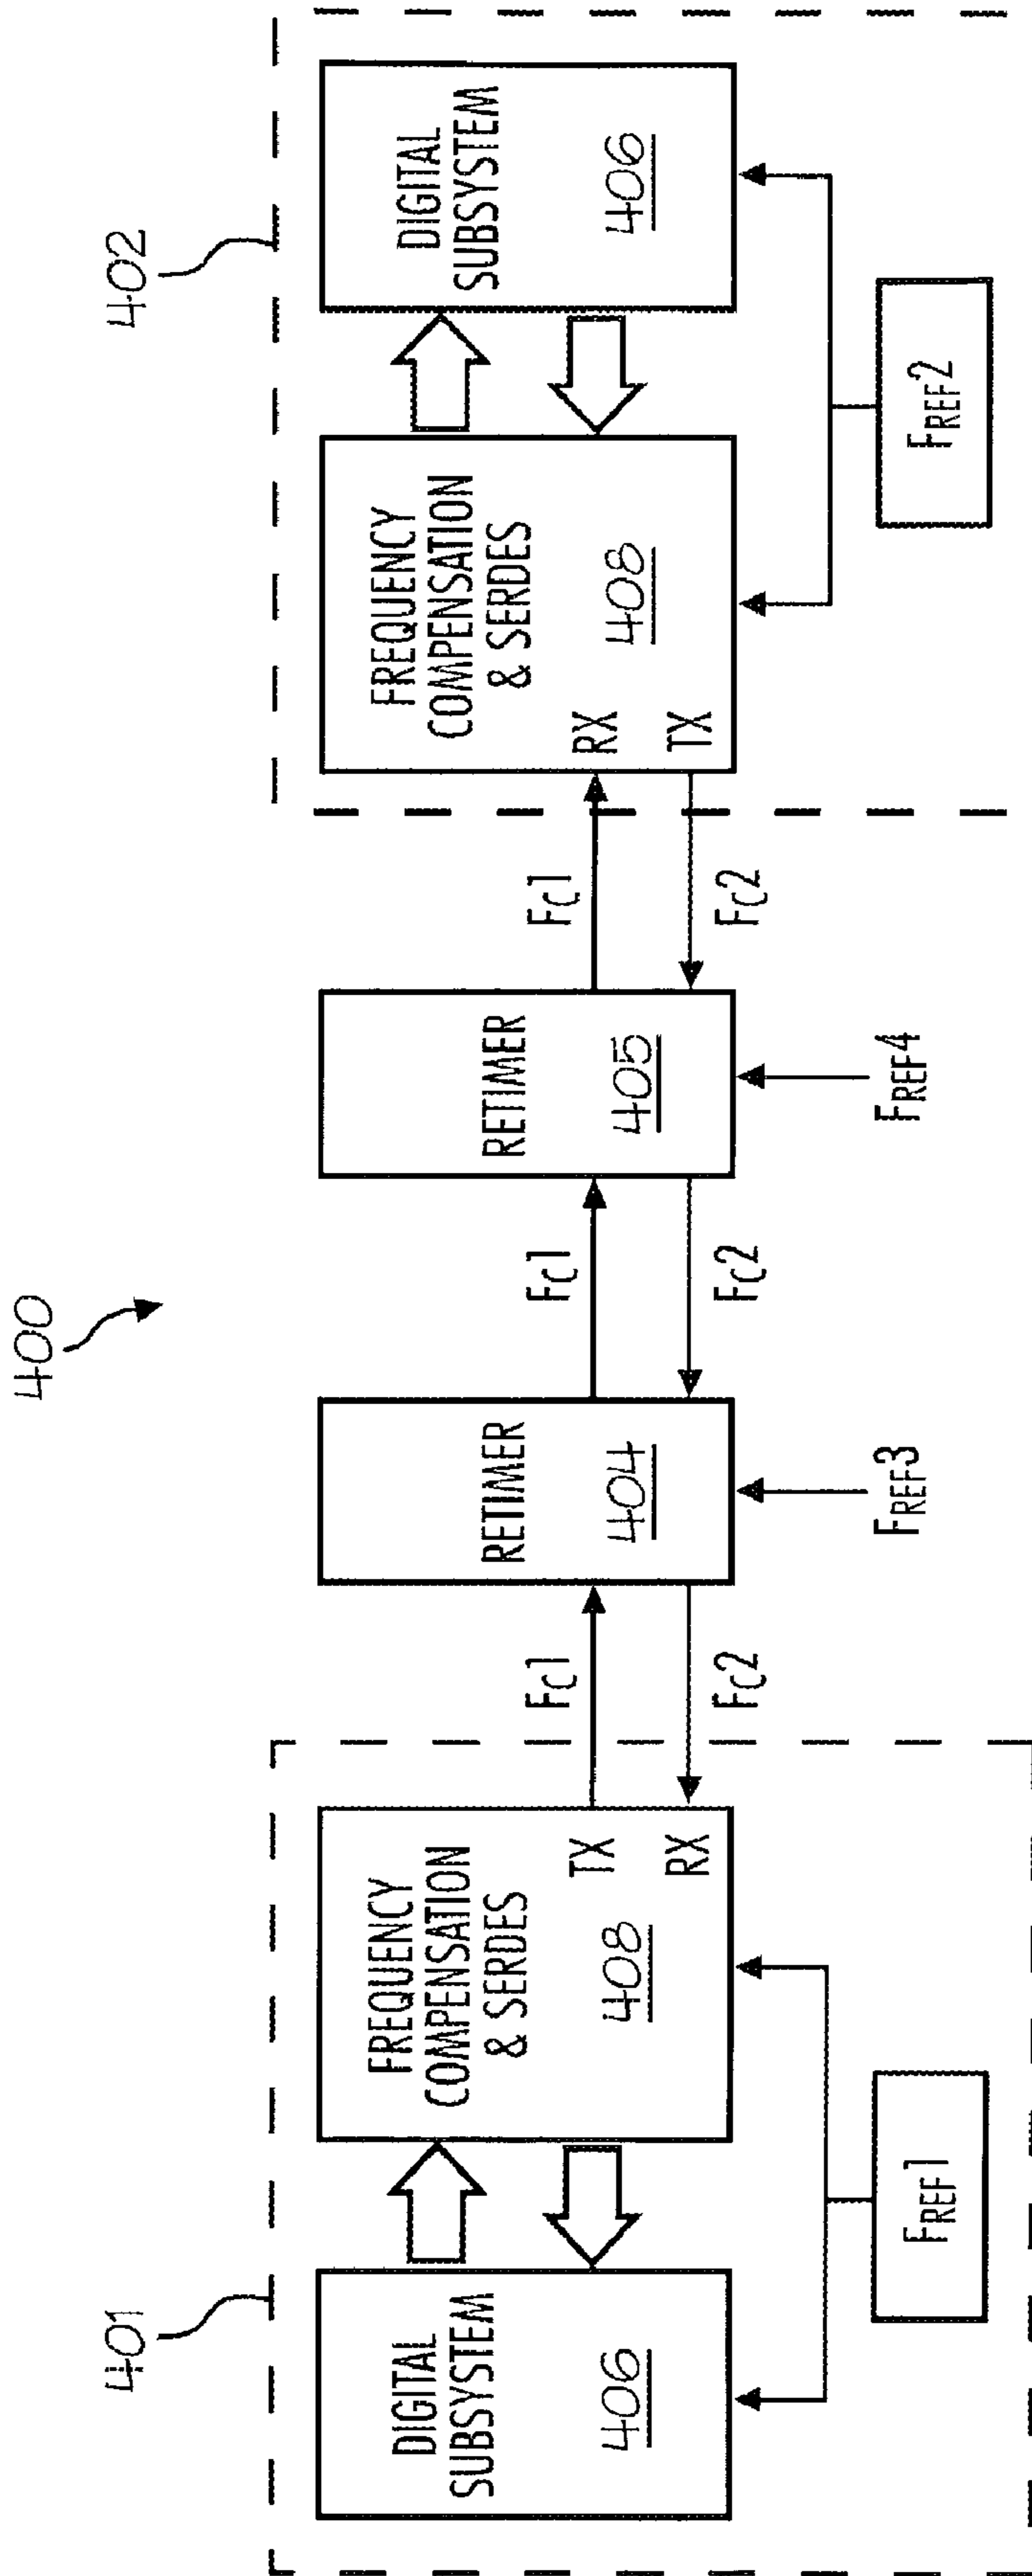 400
401
402
DIGITAL
SUBSYSTEM
406
FREQUENCY
COMPENSATION
& SERDES
408
TX
RX
FREF1
FC1
FC2
RETIMER
404
FREF3
FC1
FC2
RETIMER
405
FREF4
FC1
FC2
FREQUENCY
COMPENSATION
& SERDES
408
RX
TX
DIGITAL
SUBSYSTEM
406
FREF2